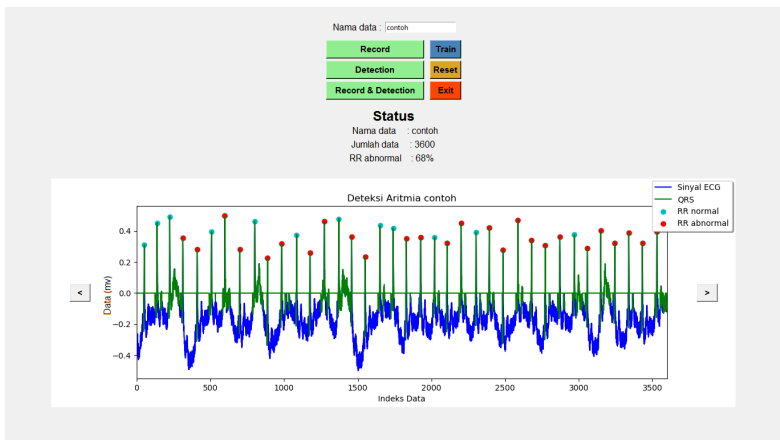 Nama data : contoh
Record Train
Detection Reset
Record & Detection Exit
Status
Nama data : contoh
Jumlah data : 3600
RR abnormal : 68%
Deteksi Aritmia contoh
Sinyal ECG
QRS
RR normal
RR abnormal
Data (mv)
0.4
0.2
0.0
−0.2
−0.4
< >
0 500 1000 1500 2000 2500 3000 3500
Indeks Data